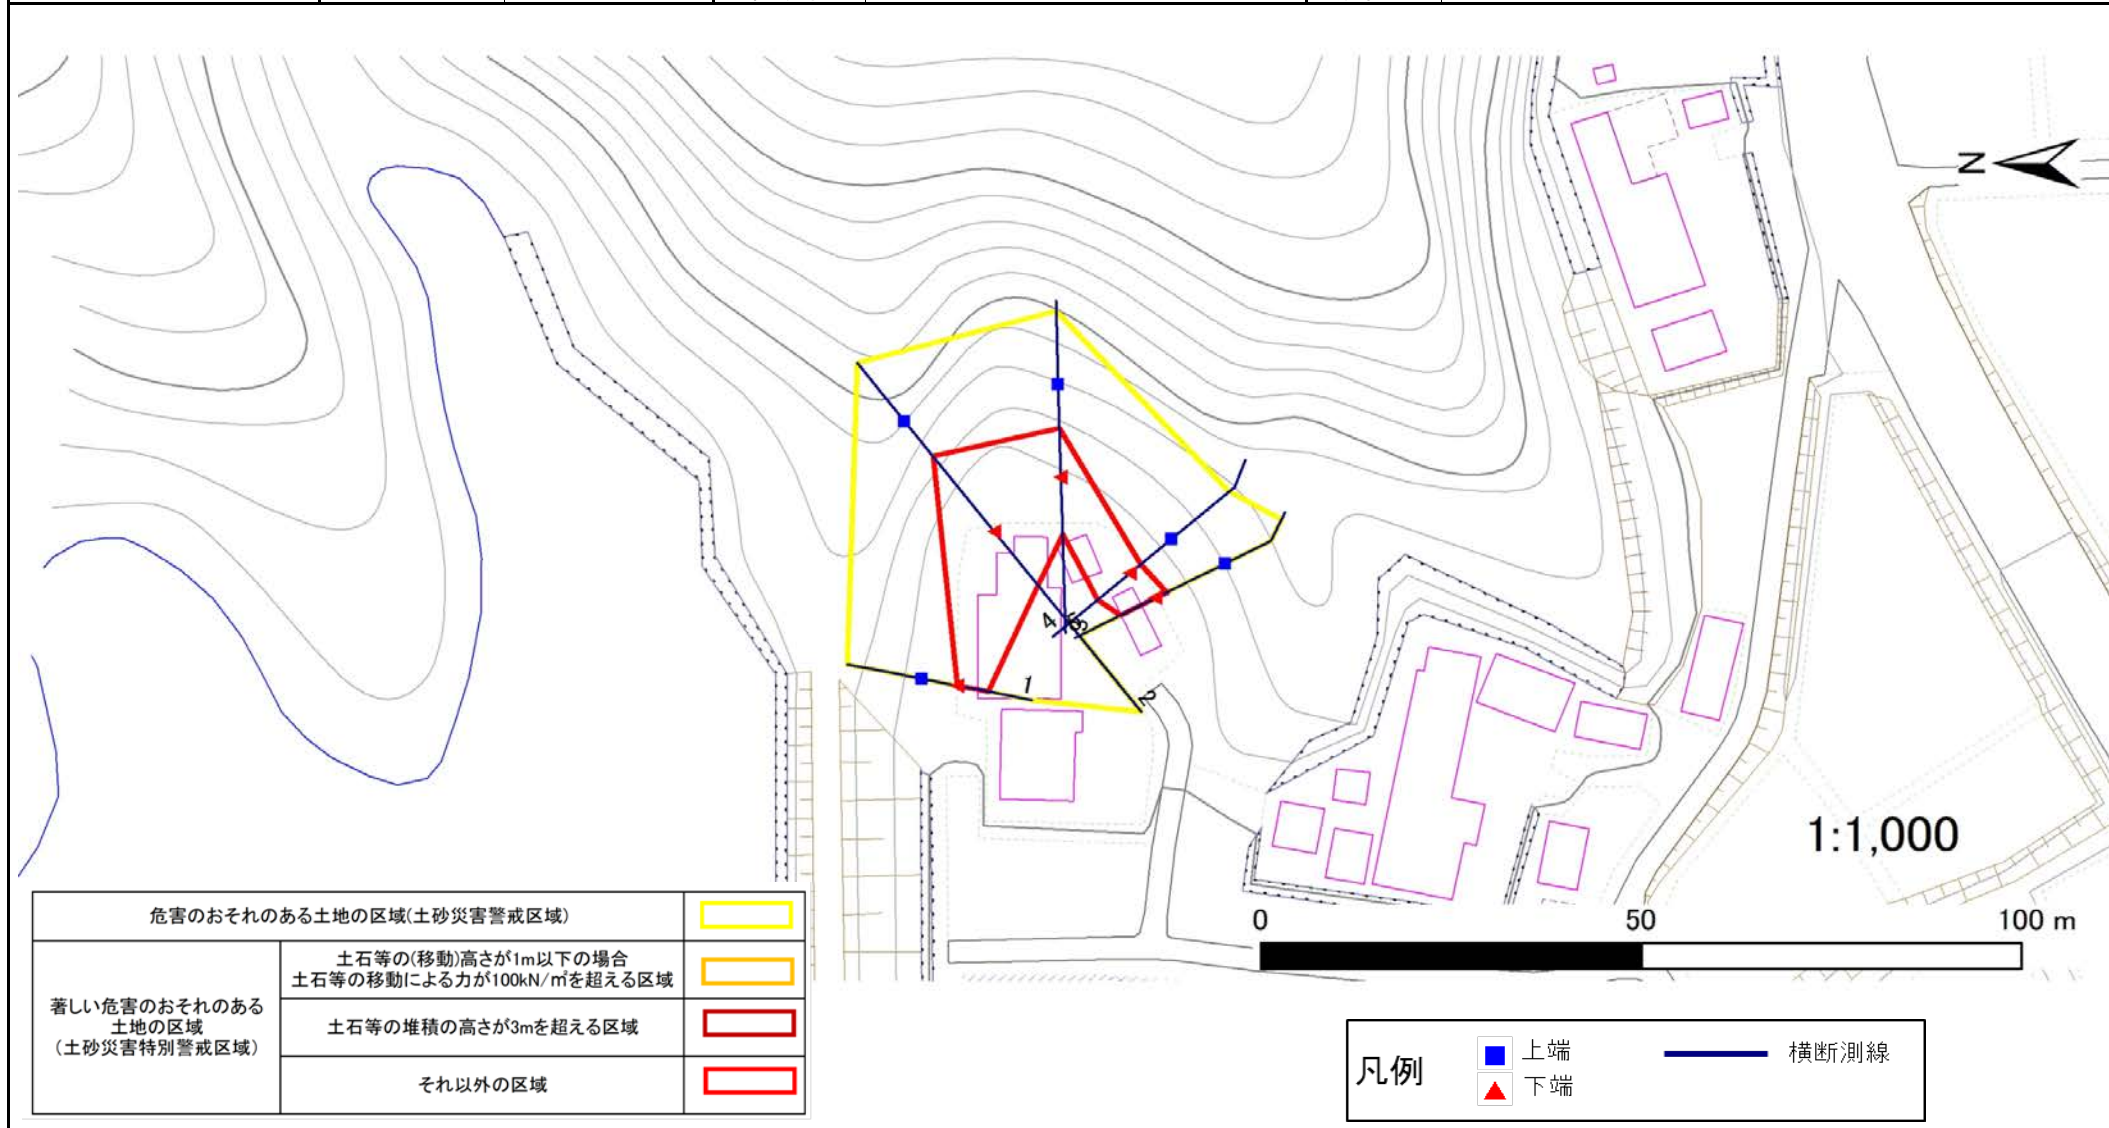 N
4
5
3
1
2
1:1,000
0 50 100 m
危害のおそれのある土地の区域(土砂災害警戒区域)
著しい危害のおそれのある
土地の区域
(土砂災害特別警戒区域)
土石等の(移動)高さが1m以下の場合
土石等の移動による力が100kN/㎡を超える区域
土石等の堆積の高さが3mを超える区域
それ以外の区域
凡例
上端
下端
横断測線